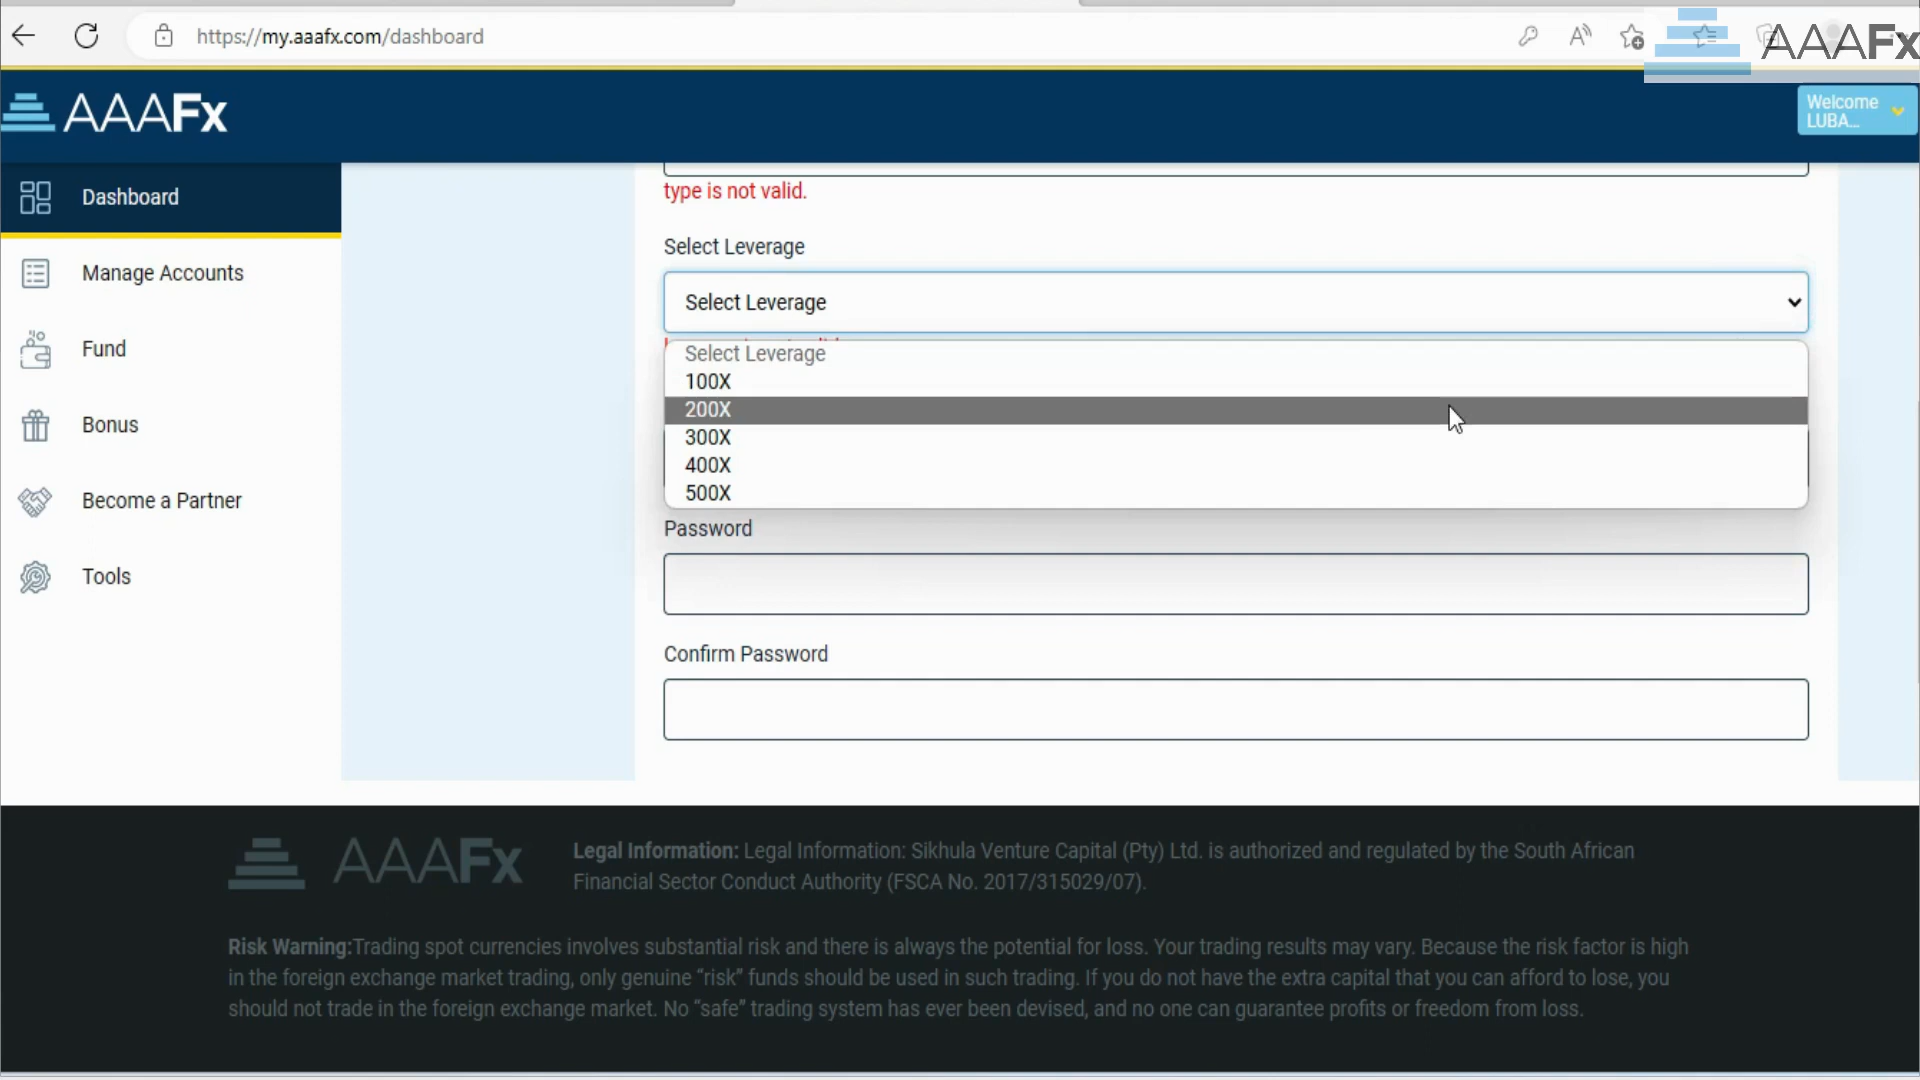 https://my.aaafx.com/dashboard
AAAFx
AAAFx
Welcome
LUBA...
Dashboard
Manage Accounts
Fund
Bonus
Become a Partner
Tools
type is not valid.
Select Leverage
Select Leverage
Select Leverage
100X
200X
300X
400X
500X
Password
Confirm Password
AAAFx
Legal Information: Legal Information: Sikhula Venture Capital (Pty) Ltd. is authorized and regulated by the South African
Financial Sector Conduct Authority (FSCA No. 2017/315029/07).
Risk Warning:Trading spot currencies involves substantial risk and there is always the potential for loss. Your trading results may vary. Because the risk factor is high
in the foreign exchange market trading, only genuine “risk” funds should be used in such trading. If you do not have the extra capital that you can afford to lose, you
should not trade in the foreign exchange market. No “safe” trading system has ever been devised, and no one can guarantee profits or freedom from loss.